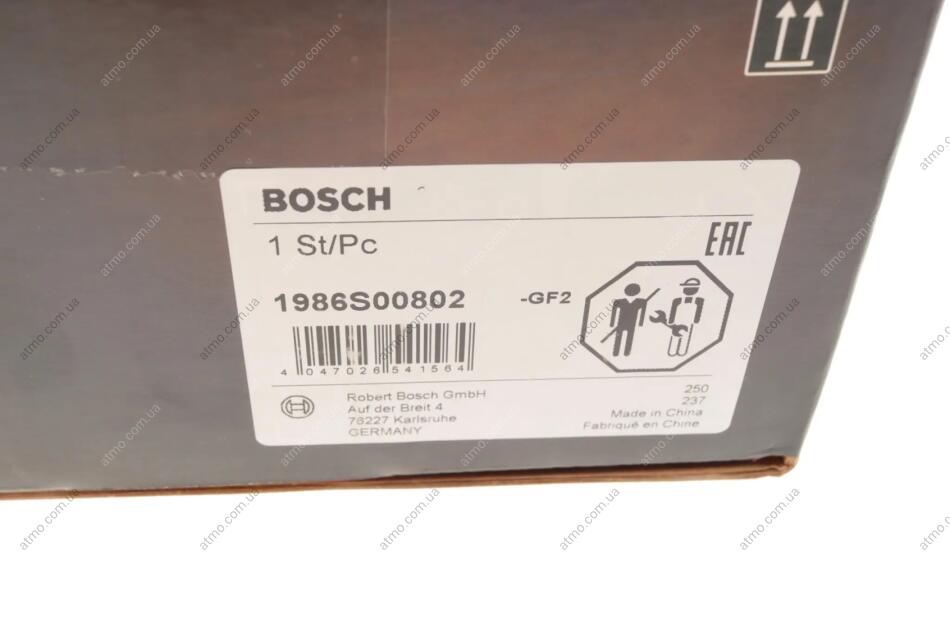 BOSCH
1 St/Pc
EAC
1986S00802
-GF2
4 047026 541564
Robert Bosch GmbH
Auf der Breit 4
76227 Karlsruhe
GERMANY
250
237
Made in China
Fabriqué en Chine
atmo.com.ua